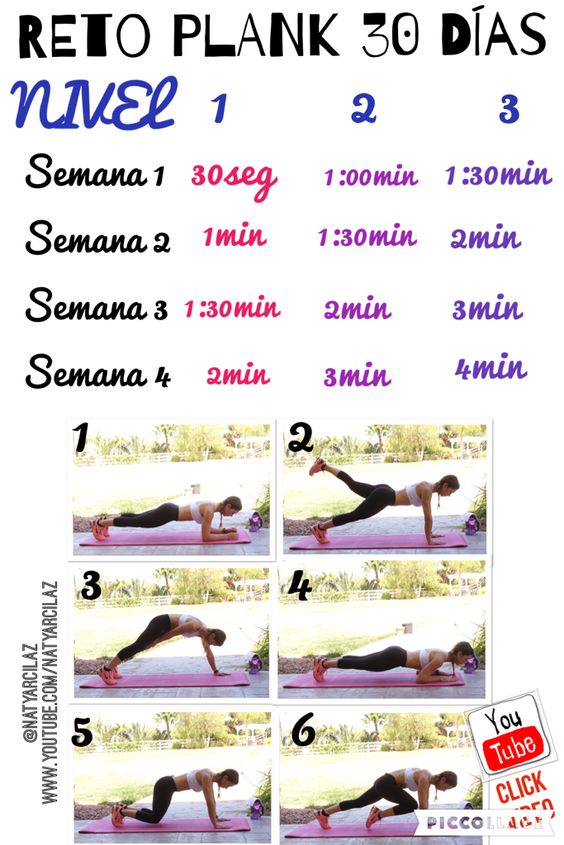 RETO PLANK 30 DÍAS
NIVEL 1 2 3
Semana 1 30seg 1:00min 1:30min
Semana 2 1min 1:30min 2min
Semana 3 1:30min 2min 3min
Semana 4 2min 3min 4min
1
2
3
4
5
6
@NATYARCILAZ
WWW.YOUTUBE.COM/NATYARCILAZ
You
Tube
CLICK
PICCOLLAGE